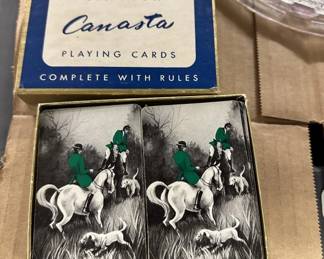 Canasta
PLAYING CARDS
COMPLETE WITH RULES